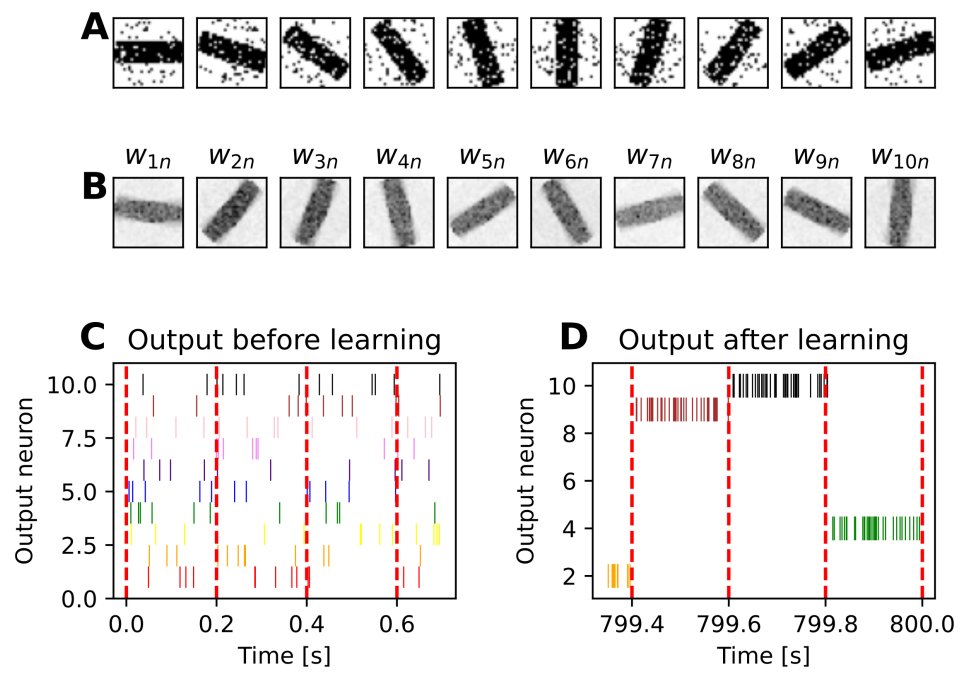 A
w1n w2n w3n w4n w5n w6n w7n w8n w9n w10n
B
C Output before learning
D Output after learning
10.0
7.5
5.0
2.5
0.0
Output neuron
0.0 0.2 0.4 0.6
Time [s]
10
8
6
4
2
Output neuron
799.4 799.6 799.8 800.0
Time [s]